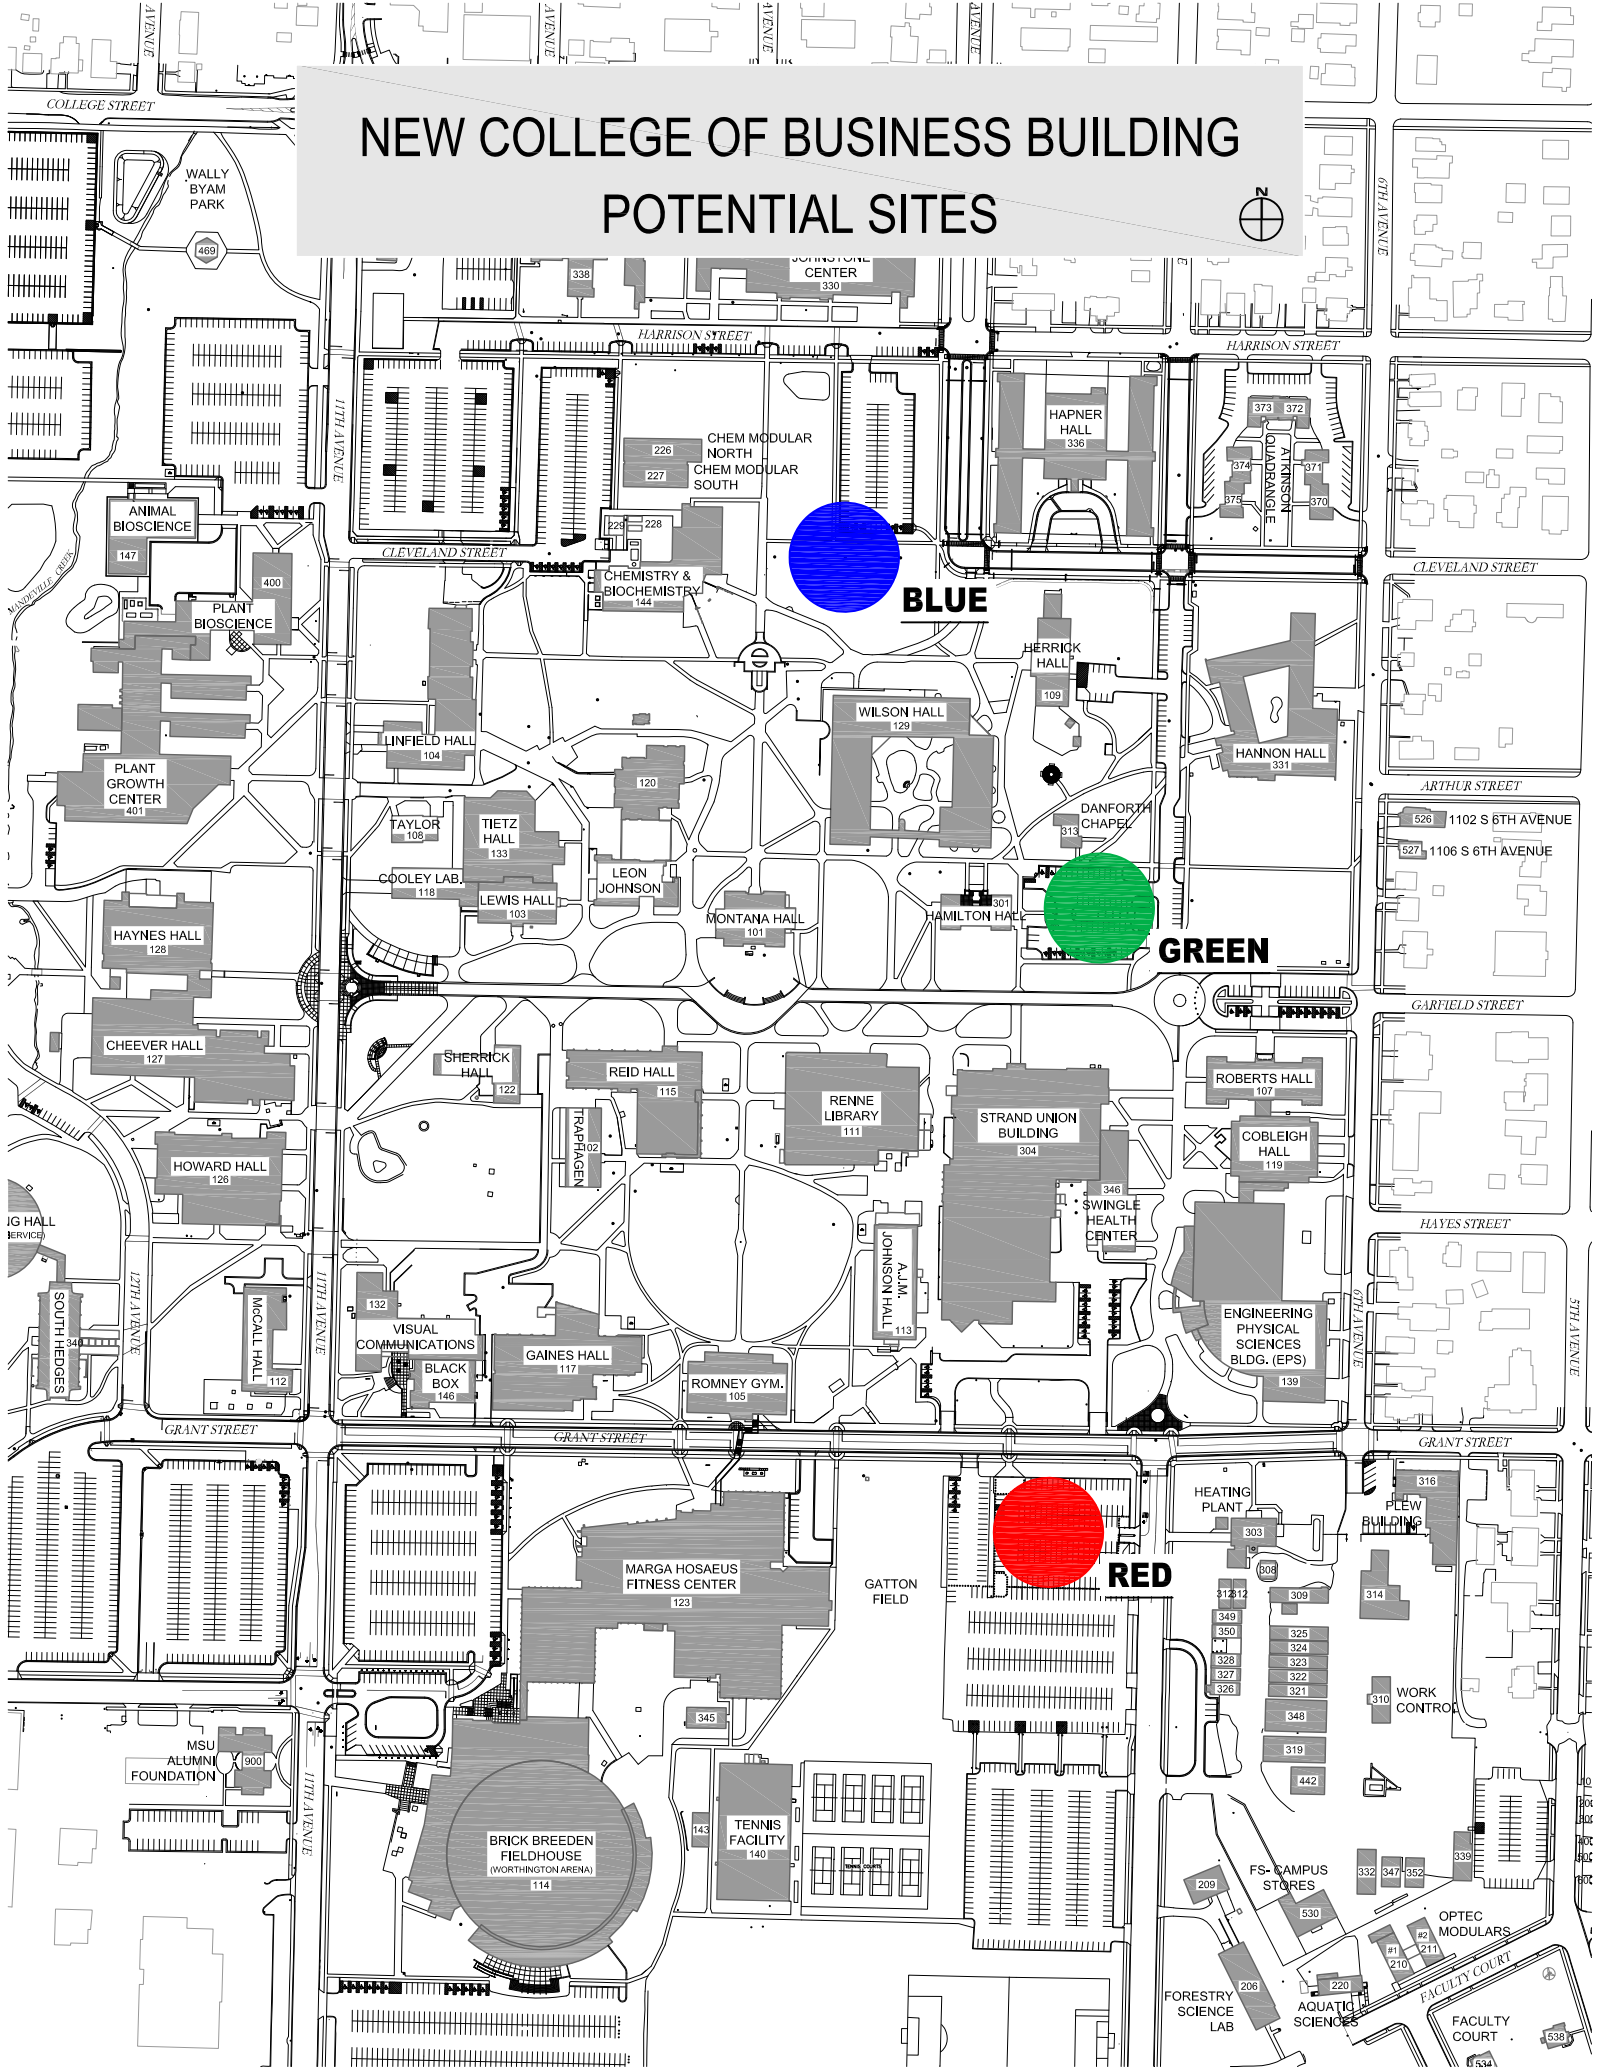 AVENUE
AVENUE
AVENUE
AVENUE
COLLEGE STREET
NEW COLLEGE OF BUSINESS BUILDING
POTENTIAL SITES
N
WALLY
BYAM
PARK
469
6TH AVENUE
338
JOHNSTONE
CENTER
330
HARRISON STREET
HARRISON STREET
11TH AVENUE
HAPNER
HALL
336
373
372
374
371
375
370
ATKINSON
QUADRANGLE
226
CHEM MODULAR
NORTH
227
CHEM MODULAR
SOUTH
ANIMAL
BIOSCIENCE
147
229
228
CLEVELAND STREET
CLEVELAND STREET
MANDEVILLE CREEK
400
CHEMISTRY &
BIOCHEMISTRY
144
BLUE
PLANT
BIOSCIENCE
HERRICK
HALL
109
WILSON HALL
129
LINFIELD HALL
104
HANNON HALL
331
PLANT
GROWTH
CENTER
401
120
ARTHUR STREET
TAYLOR
108
TIETZ
HALL
133
DANFORTH
CHAPEL
313
526
1102 S 6TH AVENUE
527
1106 S 6TH AVENUE
COOLEY LAB.
118
LEON
JOHNSON
LEWIS HALL
103
MONTANA HALL
101
301
HAMILTON HALL
GREEN
HAYNES HALL
128
GARFIELD STREET
CHEEVER HALL
127
SHERRICK
HALL
122
REID HALL
115
RENNE
LIBRARY
111
STRAND UNION
BUILDING
304
ROBERTS HALL
107
COBLEIGH
HALL
119
TRAPHAGEN
102
HOWARD HALL
126
346
SWINGLE
HEALTH
CENTER
NG HALL
ERVICE)
HAYES STREET
A.J.M.
JOHNSON HALL
113
12TH AVENUE
11TH AVENUE
SOUTH HEDGES
340
McCALL HALL
112
132
VISUAL
COMMUNICATIONS
BLACK
BOX
146
GAINES HALL
117
ROMNEY GYM.
105
ENGINEERING
PHYSICAL
SCIENCES
BLDG. (EPS)
139
6TH AVENUE
5TH AVENUE
GRANT STREET
GRANT STREET
GRANT STREET
HEATING
PLANT
303
316
PLEW
BUILDING
RED
MARGA HOSAEUS
FITNESS CENTER
123
GATTON
FIELD
308
312
312
309
314
349
350
325
324
328
323
327
322
326
321
310
WORK
CONTROL
348
319
442
345
MSU
ALUMNI
FOUNDATION
900
11TH AVENUE
BRICK BREEDEN
FIELDHOUSE
(WORTHINGTON ARENA)
114
143
TENNIS
FACILITY
140
TENNIS COURTS
339
332
347
352
209
FS- CAMPUS
STORES
530
OPTEC
MODULARS
#1
210
#2
211
206
FORESTRY
SCIENCE
LAB
220
AQUATIC
SCIENCES
FACULTY COURT
FACULTY
COURT
538
534